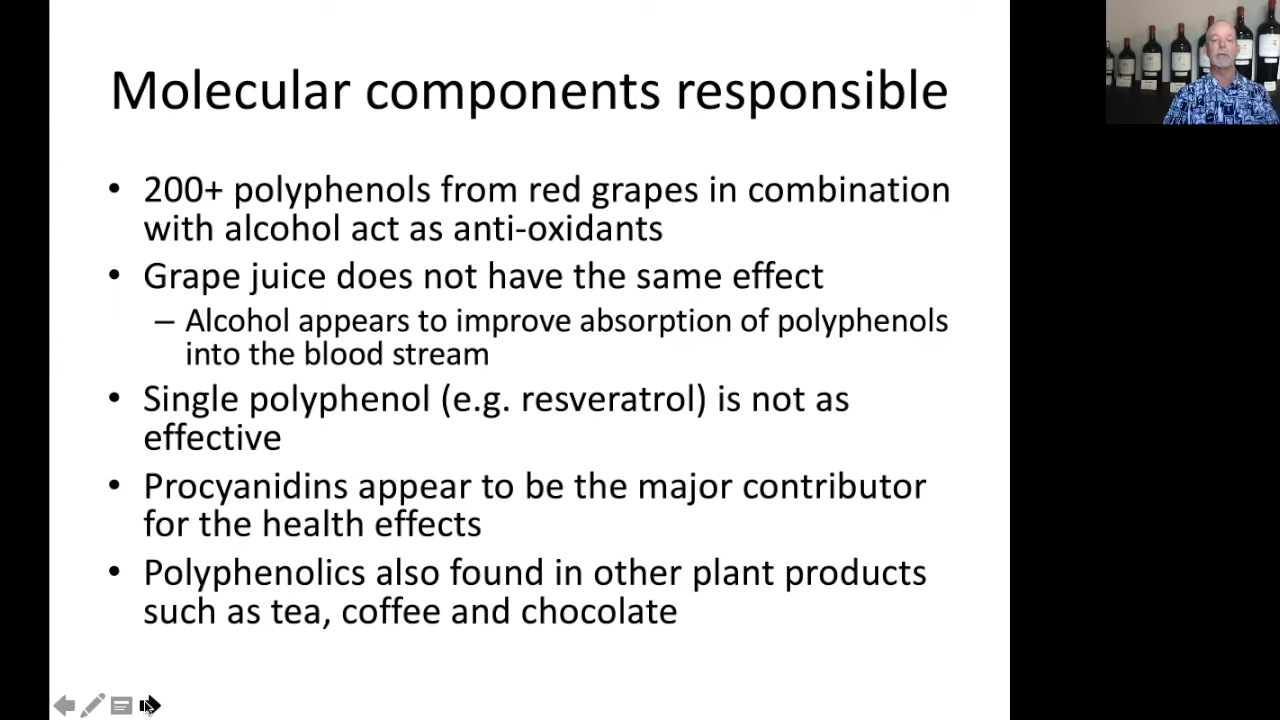 Molecular components responsible
• 200+ polyphenols from red grapes in combination
with alcohol act as anti-oxidants
• Grape juice does not have the same effect
– Alcohol appears to improve absorption of polyphenols
into the blood stream
• Single polyphenol (e.g. resveratrol) is not as
effective
• Procyanidins appear to be the major contributor
for the health effects
• Polyphenolics also found in other plant products
such as tea, coffee and chocolate